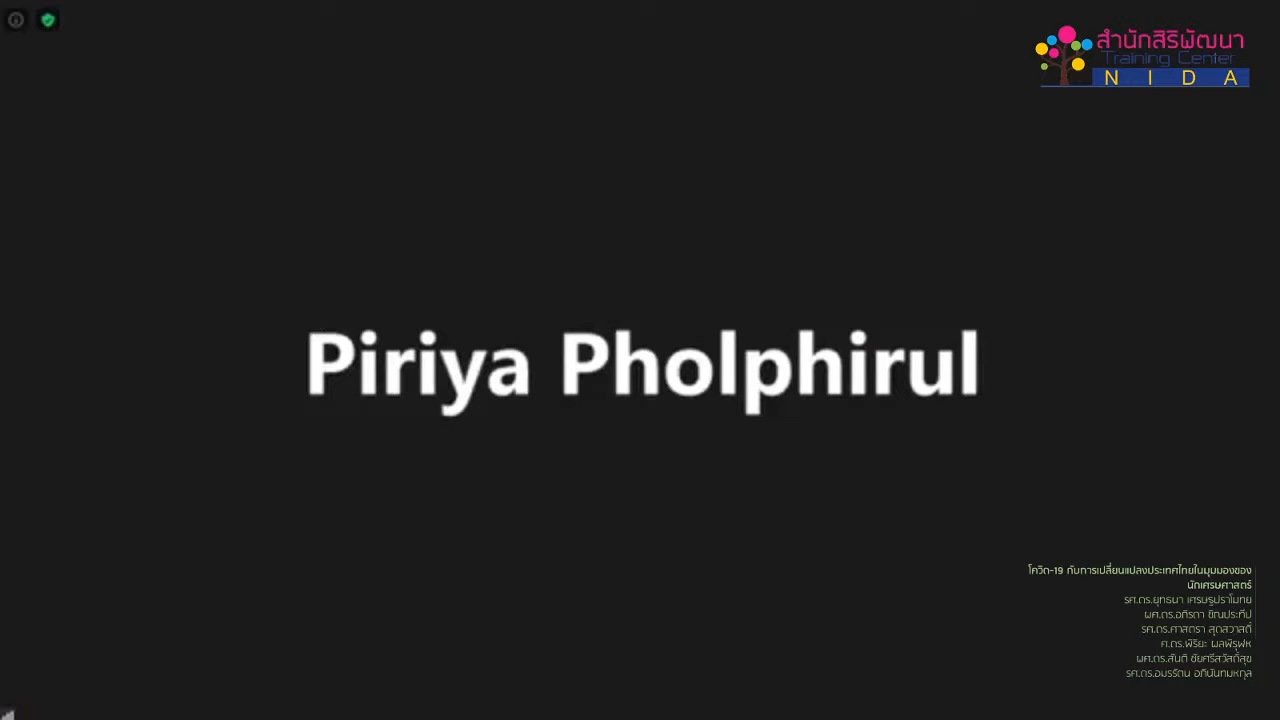 สำนักสิริพัฒนา
Training Center
N I D A
Piriya Pholphirul
โควิด-19 กับการเปลี่ยนแปลงประเทศไทยในมุมมองของ
นักเศรษฐศาสตร์
รศ.ดร.ยุทธนา เศรษฐปราโมทย์
ผศ.ดร.อภิรดา ชิณประทีป
รศ.ดร.ศาสตรา สุดสวาสดิ์
ศ.ดร.พิริยะ ผลพิรุฬห์
ผศ.ดร.สันติ ชัยศรีสวัสดิ์สุข
รศ.ดร.อมรรัตน์ อภินันท์มหกุล